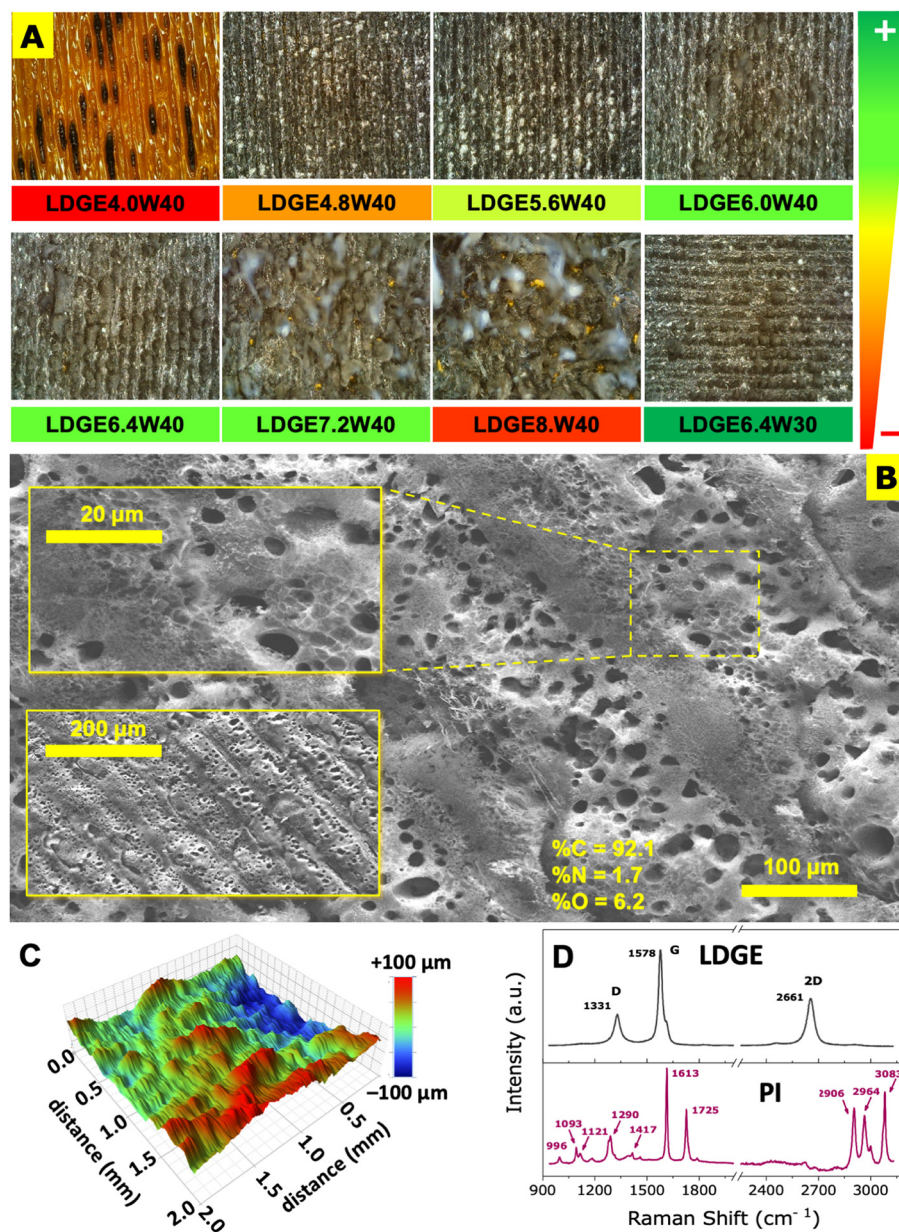 A
+
LDGE4.0W40
LDGE4.8W40
LDGE5.6W40
LDGE6.0W40
LDGE6.4W40
LDGE7.2W40
LDGE8.W40
LDGE6.4W30
−
B
20 µm
200 µm
%C = 92.1
%N = 1.7
%O = 6.2
100 µm
C
+100 µm
−100 µm
0.0
0.5
1.0
1.5
2.0
distance (mm)
2.0
1.5
1.0
0.5
distance (mm)
D
LDGE
1578
G
1331
D
2661
2D
PI
1613
1725
3083
2906
2964
996
1093
1121
1290
1417
Intensity (a.u.)
900 1200 1500 1800 2400 2700 3000
Raman Shift (cm⁻¹)